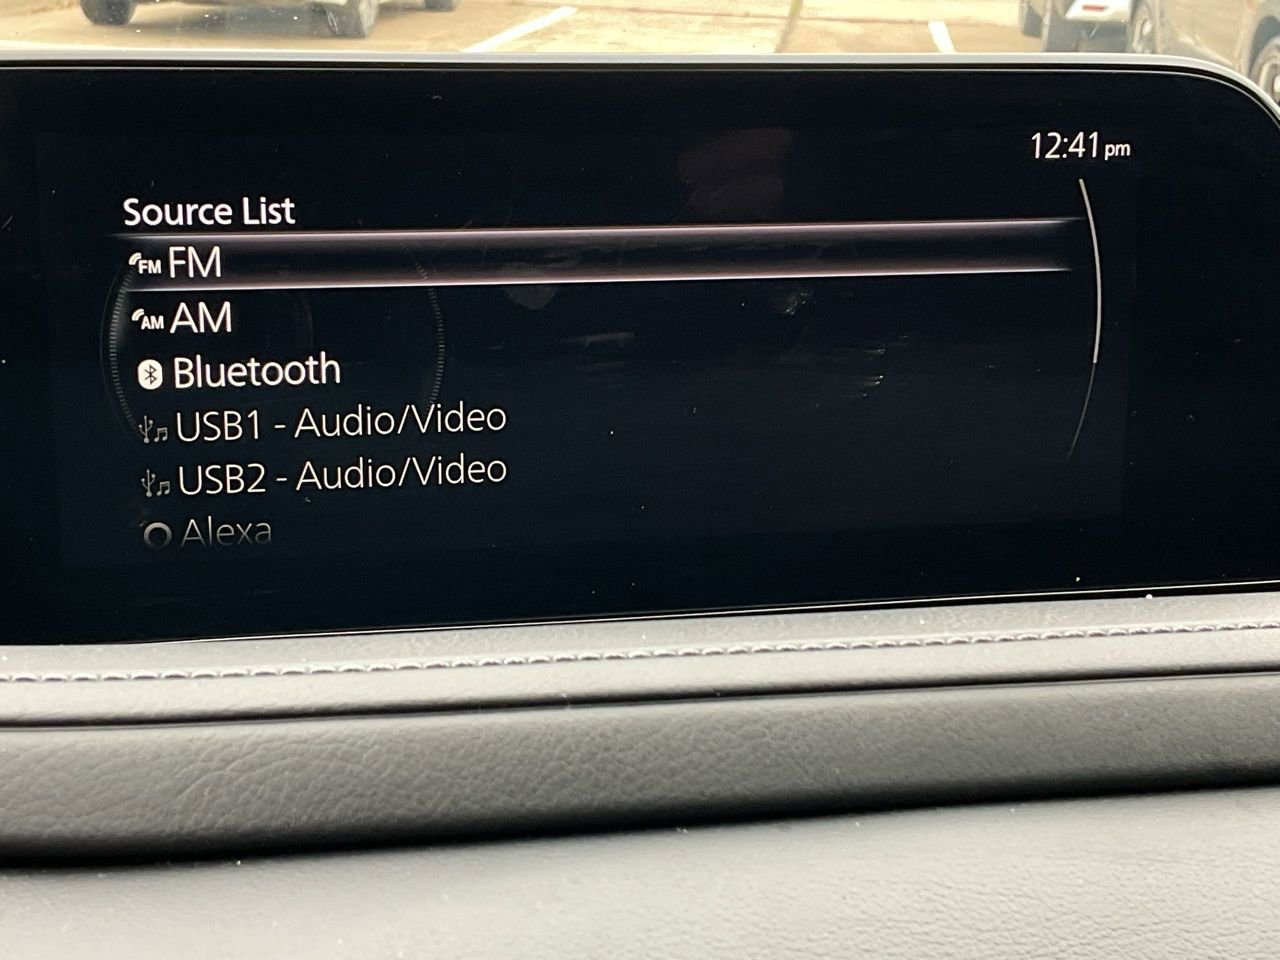 12:41 pm
Source List
FM FM
AM AM
Bluetooth
USB1 - Audio/Video
USB2 - Audio/Video
Alexa